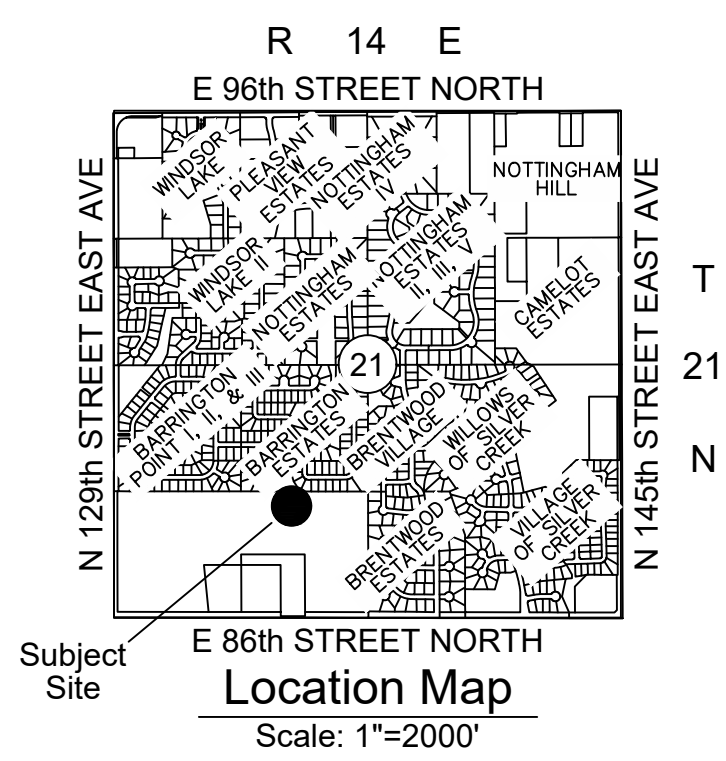 R 14 E
E 96th STREET NORTH
N 129th STREET EAST AVE
WINDSOR
LAKE
PLEASANT
VIEW
ESTATES
NOTTINGHAM
ESTATES
IV
NOTTINGHAM
HILL
WINDSOR
LAKE II
NOTTINGHAM
ESTATES
NOTTINGHAM
ESTATES
II, III, V
CAMELOT
ESTATES
21
BARRINGTON
POINT I, II, & III
BARRINGTON
ESTATES
BRENTWOOD
VILLAGE
WILLOWS
OF SILVER
CREEK
BRENTWOOD
ESTATES
VILLAGE
OF SILVER
CREEK
N 145th STREET EAST AVE
T
21
N
E 86th STREET NORTH
Subject
Site
Location Map
Scale: 1"=2000'